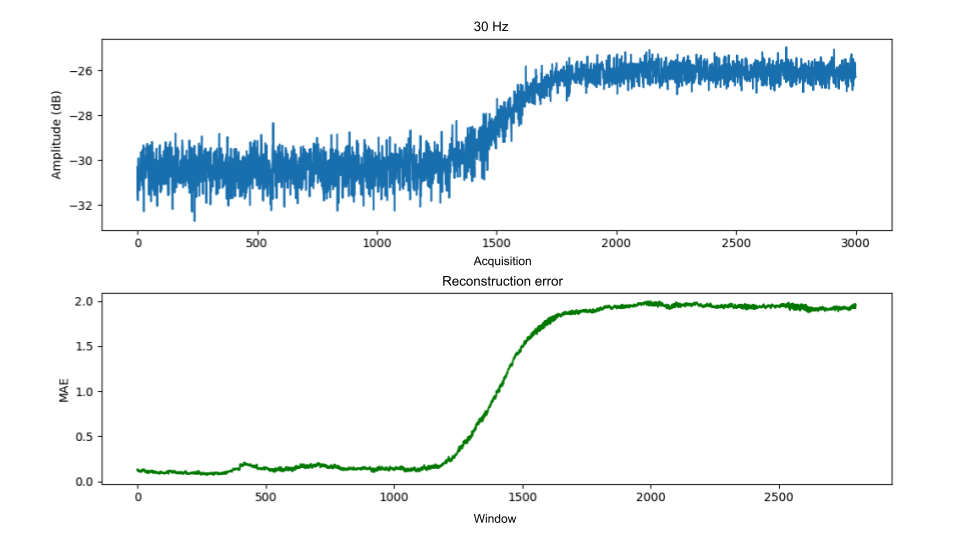 30 Hz
Amplitude (dB)
−26
−28
−30
−32
0 500 1000 1500 2000 2500 3000
Acquisition
Reconstruction error
MAE
2.0
1.5
1.0
0.5
0.0
0 500 1000 1500 2000 2500
Window